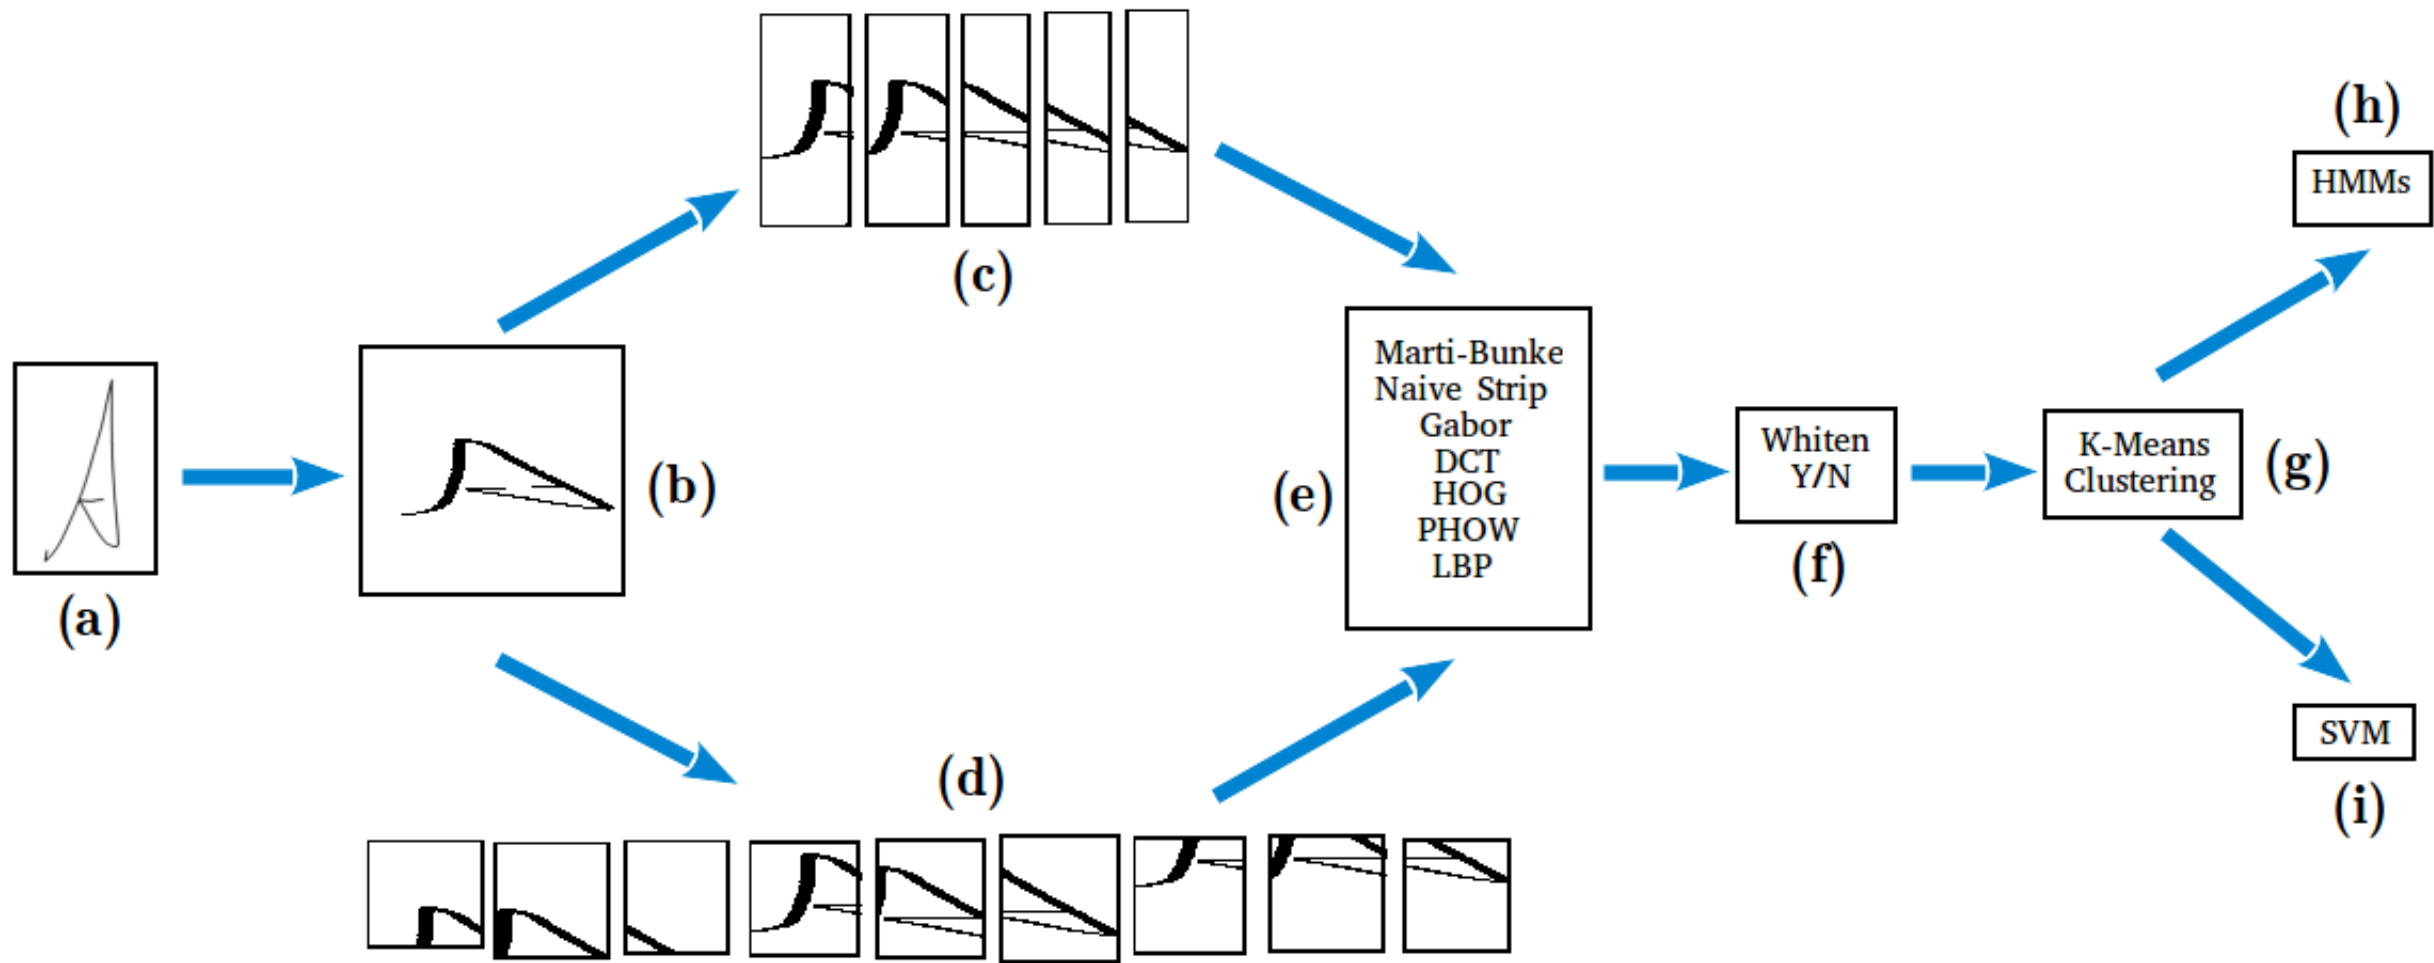 (a)
(b)
(c)
(d)
(e)
Marti-Bunke
Naive Strip
Gabor
DCT
HOG
PHOW
LBP
Whiten
Y/N
(f)
K-Means
Clustering
(g)
(h)
HMMs
SVM
(i)